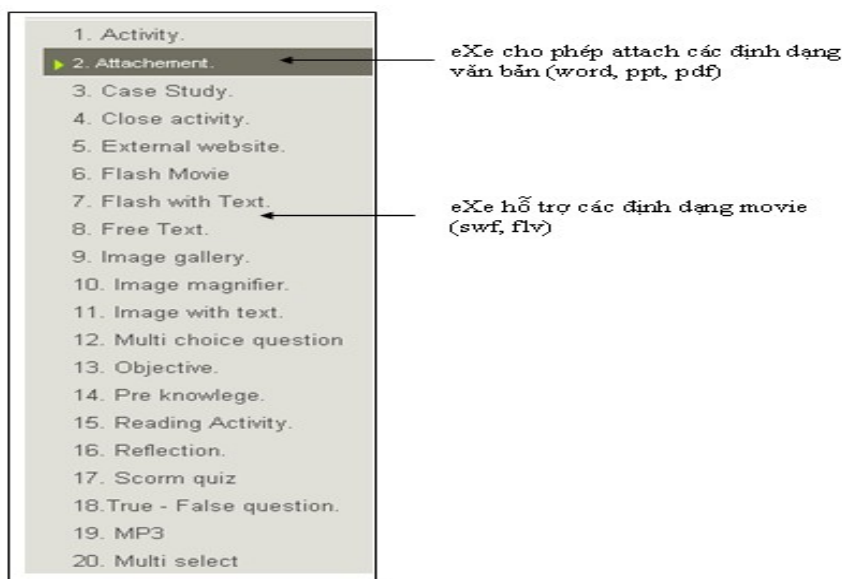 1. Activity.
2. Attachement.
3. Case Study.
4. Close activity.
5. External website.
6. Flash Movie
7. Flash with Text.
8. Free Text.
9. Image gallery.
10. Image magnifier.
11. Image with text.
12. Multi choice question
13. Objective.
14. Pre knowlege.
15. Reading Activity.
16. Reflection.
17. Scorm quiz
18.True - False question.
19. MP3
20. Multi select
eXe cho phép attach các định dạng
văn bản (word, ppt, pdf)
eXe hỗ trợ các định dạng movie
(swf, flv)